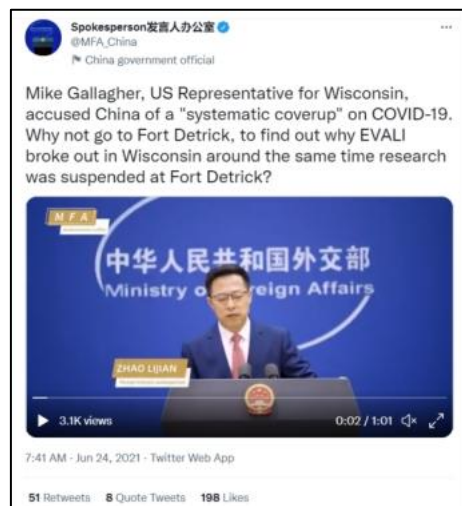 Spokesperson发言人办公室
@MFA_China
China government official
Mike Gallagher, US Representative for Wisconsin,
accused China of a "systematic coverup" on COVID-19.
Why not go to Fort Detrick, to find out why EVALI
broke out in Wisconsin around the same time research
was suspended at Fort Detrick?
MFA
中华人民共和国外交部
Ministry of Foreign Affairs
ZHAO LIJIAN
3.1K views
0:02 / 1:01
7:41 AM · Jun 24, 2021 · Twitter Web App
51 Retweets 8 Quote Tweets 198 Likes